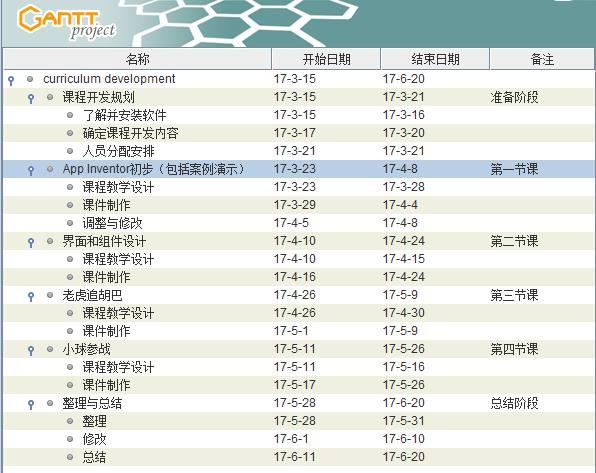 GANTT
project
名称 开始日期 结束日期 备注
curriculum development 17-3-15 17-6-20
课程开发规划 17-3-15 17-3-21 准备阶段
了解并安装软件 17-3-15 17-3-16
确定课程开发内容 17-3-17 17-3-20
人员分配安排 17-3-21 17-3-21
App Inventor初步（包括案例演示） 17-3-23 17-4-8 第一节课
课程教学设计 17-3-23 17-3-28
课件制作 17-3-29 17-4-4
调整与修改 17-4-5 17-4-8
界面和组件设计 17-4-10 17-4-24 第二节课
课程教学设计 17-4-10 17-4-15
课件制作 17-4-16 17-4-24
老虎追胡巴 17-4-26 17-5-9 第三节课
课程教学设计 17-4-26 17-4-30
课件制作 17-5-1 17-5-9
小球参战 17-5-11 17-5-26 第四节课
课程教学设计 17-5-11 17-5-16
课件制作 17-5-17 17-5-26
整理与总结 17-5-28 17-6-20 总结阶段
整理 17-5-28 17-5-31
修改 17-6-1 17-6-10
总结 17-6-11 17-6-20